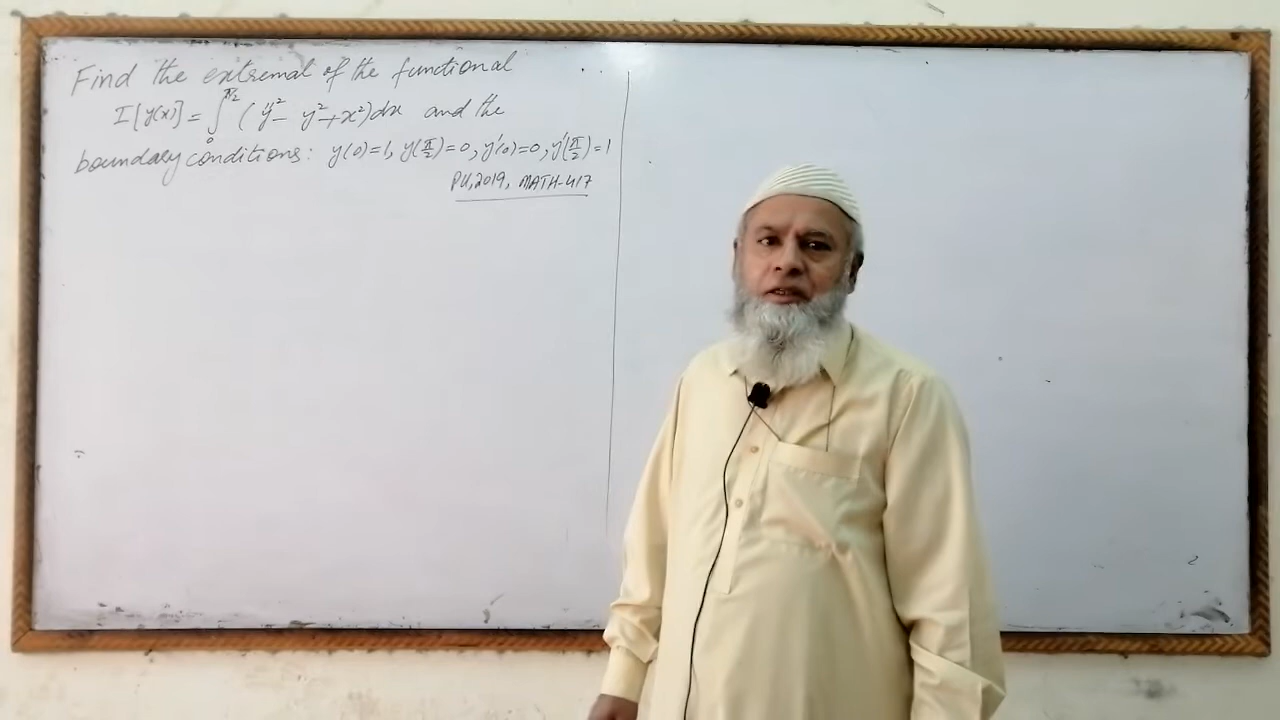 Find the extremal of the functional
I[y(x)] = ∫₀^{π/2} (y''² - y² + x²)dx and the
boundary conditions: y(0)=1, y(π/2)=0, y'(0)=0, y'(π/2)=1
PU, 2019, MATH-417